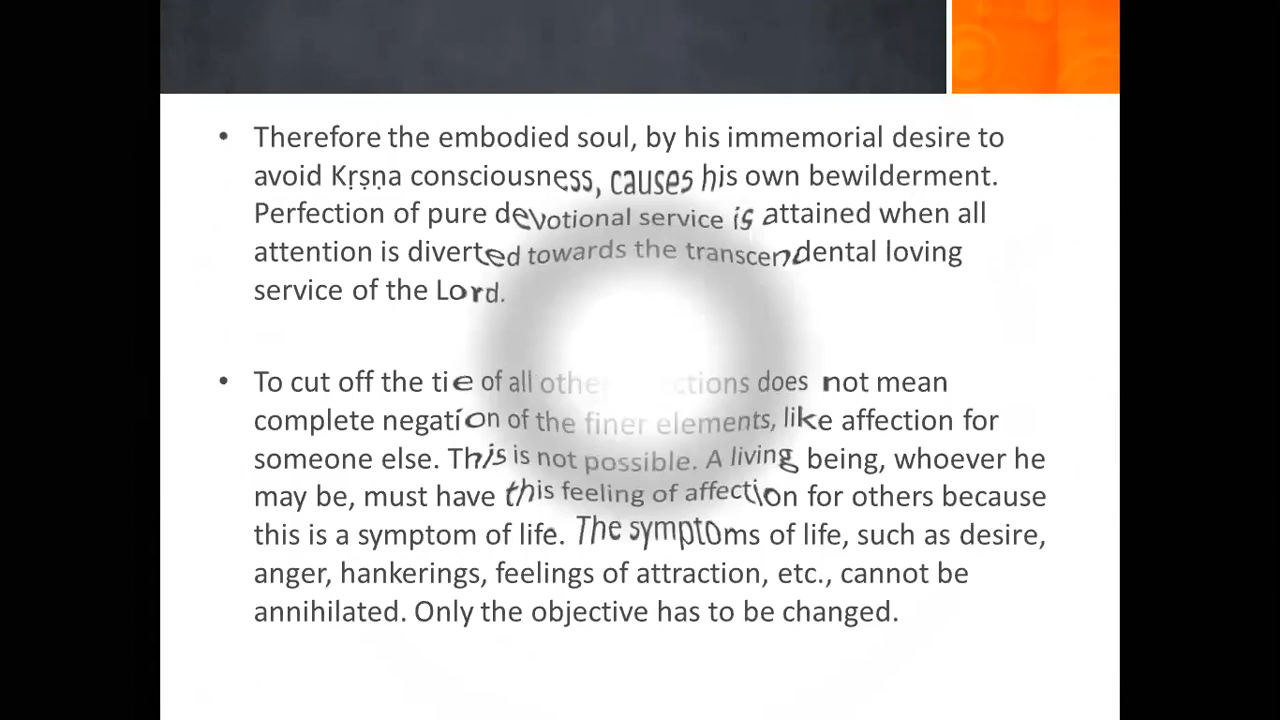 • Therefore the embodied soul, by his immemorial desire to
avoid Kṛṣṇa consciousness, causes his own bewilderment.
Perfection of pure devotional service is attained when all
attention is diverted towards the transcendental loving
service of the Lord.
• To cut off the tie of all othe ctions does not mean
complete negation of the finer elements, like affection for
someone else. This is not possible. A living being, whoever he
may be, must have this feeling of affection for others because
this is a symptom of life. The symptoms of life, such as desire,
anger, hankerings, feelings of attraction, etc., cannot be
annihilated. Only the objective has to be changed.